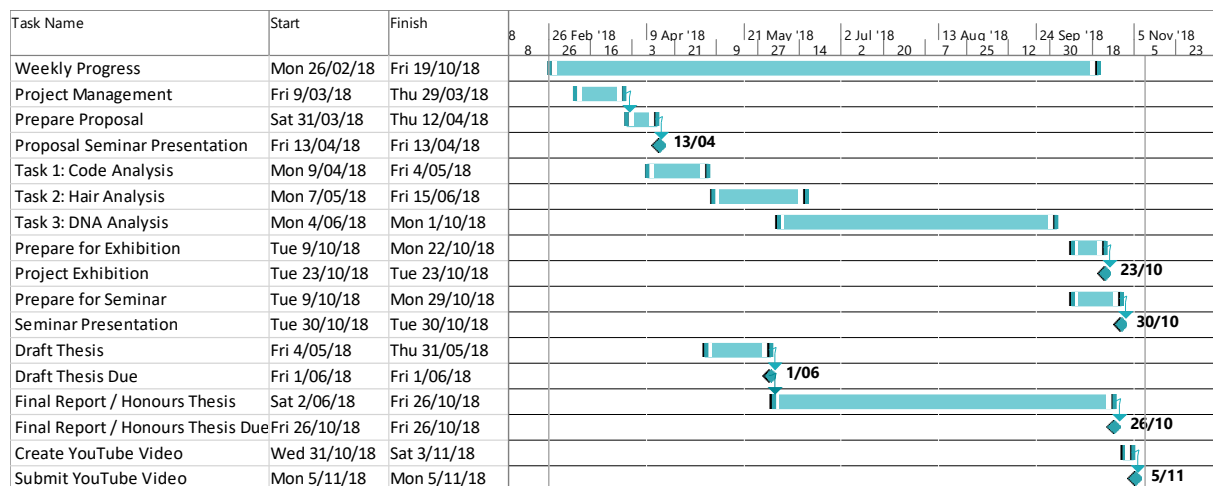 Task Name Start Finish
8 26 Feb '18 9 Apr '18 21 May '18 2 Jul '18 13 Aug '18 24 Sep '18 5 Nov '18
8 26 16 3 21 9 27 14 2 20 7 25 12 30 18 5 23
Weekly Progress Mon 26/02/18 Fri 19/10/18
Project Management Fri 9/03/18 Thu 29/03/18
Prepare Proposal Sat 31/03/18 Thu 12/04/18
Proposal Seminar Presentation Fri 13/04/18 Fri 13/04/18 13/04
Task 1: Code Analysis Mon 9/04/18 Fri 4/05/18
Task 2: Hair Analysis Mon 7/05/18 Fri 15/06/18
Task 3: DNA Analysis Mon 4/06/18 Mon 1/10/18
Prepare for Exhibition Tue 9/10/18 Mon 22/10/18
Project Exhibition Tue 23/10/18 Tue 23/10/18 23/10
Prepare for Seminar Tue 9/10/18 Mon 29/10/18
Seminar Presentation Tue 30/10/18 Tue 30/10/18 30/10
Draft Thesis Fri 4/05/18 Thu 31/05/18
Draft Thesis Due Fri 1/06/18 Fri 1/06/18 1/06
Final Report / Honours Thesis Sat 2/06/18 Fri 26/10/18
Final Report / Honours Thesis Due Fri 26/10/18 Fri 26/10/18 26/10
Create YouTube Video Wed 31/10/18 Sat 3/11/18
Submit YouTube Video Mon 5/11/18 Mon 5/11/18 5/11